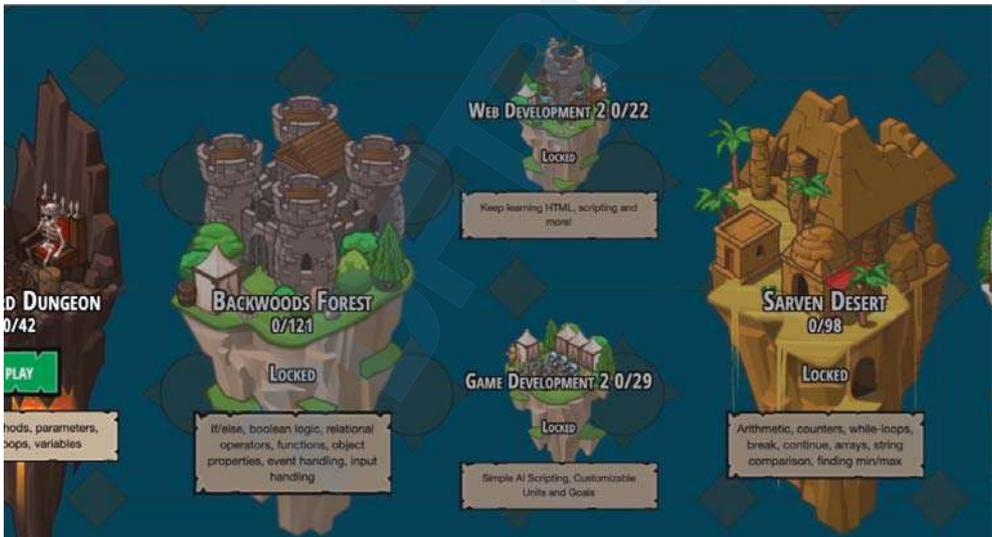 RD DUNGEON
0/42
PLAY
hods, parameters,
oops, variables
BACKWOODS FOREST
0/121
LOCKED
If/else, boolean logic, relational
operators, functions, object
properties, event handling, input
handling
WEB DEVELOPMENT 2 0/22
LOCKED
Keep learning HTML, scripting and
more!
GAME DEVELOPMENT 2 0/29
LOCKED
Simple AI Scripting, Customizable
Units and Goals
SARVEN DESERT
0/98
LOCKED
Arithmetic, counters, while-loops,
break, continue, arrays, string
comparison, finding min/max